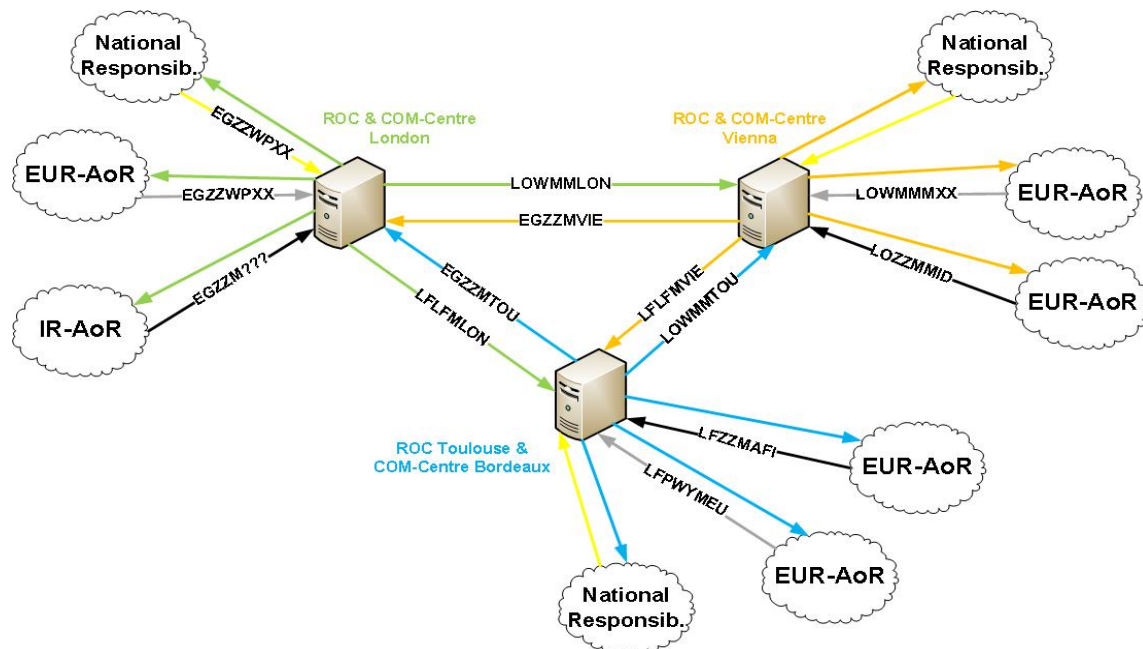 National
Responsib.
National
Responsib.
EGZZWPXX
ROC & COM-Centre
London
ROC & COM-Centre
Vienna
EUR-AoR
EGZZWPXX
LOWMMLON
LOWMMMXX
EUR-AoR
EGZZMVIE
LOZZMMID
EUR-AoR
IR-AoR
EGZZM???
EGZZMTOU
LFLFMVIE
LOWMMTOU
LFLFMLON
ROC Toulouse &
COM-Centre Bordeaux
LFZZMAFI
EUR-AoR
LFPWYMEU
EUR-AoR
National
Responsib.